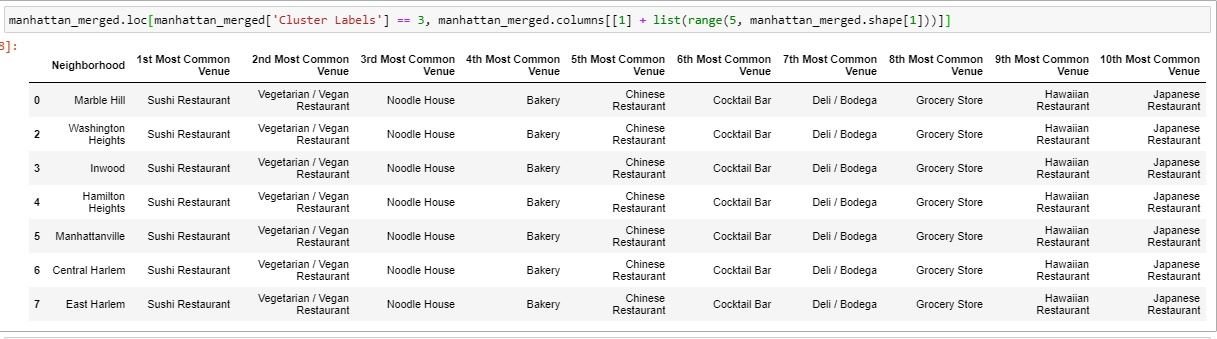 manhattan_merged.loc[manhattan_merged['Cluster Labels'] == 3, manhattan_merged.columns[[1] + list(range(5, manhattan_merged.shape[1]))]]
8]:
Neighborhood 1st Most Common Venue 2nd Most Common Venue 3rd Most Common Venue 4th Most Common Venue 5th Most Common Venue 6th Most Common Venue 7th Most Common Venue 8th Most Common Venue 9th Most Common Venue 10th Most Common Venue
0 Marble Hill Sushi Restaurant Vegetarian / Vegan Restaurant Noodle House Bakery Chinese Restaurant Cocktail Bar Deli / Bodega Grocery Store Hawaiian Restaurant Japanese Restaurant
2 Washington Heights Sushi Restaurant Vegetarian / Vegan Restaurant Noodle House Bakery Chinese Restaurant Cocktail Bar Deli / Bodega Grocery Store Hawaiian Restaurant Japanese Restaurant
3 Inwood Sushi Restaurant Vegetarian / Vegan Restaurant Noodle House Bakery Chinese Restaurant Cocktail Bar Deli / Bodega Grocery Store Hawaiian Restaurant Japanese Restaurant
4 Hamilton Heights Sushi Restaurant Vegetarian / Vegan Restaurant Noodle House Bakery Chinese Restaurant Cocktail Bar Deli / Bodega Grocery Store Hawaiian Restaurant Japanese Restaurant
5 Manhattanville Sushi Restaurant Vegetarian / Vegan Restaurant Noodle House Bakery Chinese Restaurant Cocktail Bar Deli / Bodega Grocery Store Hawaiian Restaurant Japanese Restaurant
6 Central Harlem Sushi Restaurant Vegetarian / Vegan Restaurant Noodle House Bakery Chinese Restaurant Cocktail Bar Deli / Bodega Grocery Store Hawaiian Restaurant Japanese Restaurant
7 East Harlem Sushi Restaurant Vegetarian / Vegan Restaurant Noodle House Bakery Chinese Restaurant Cocktail Bar Deli / Bodega Grocery Store Hawaiian Restaurant Japanese Restaurant